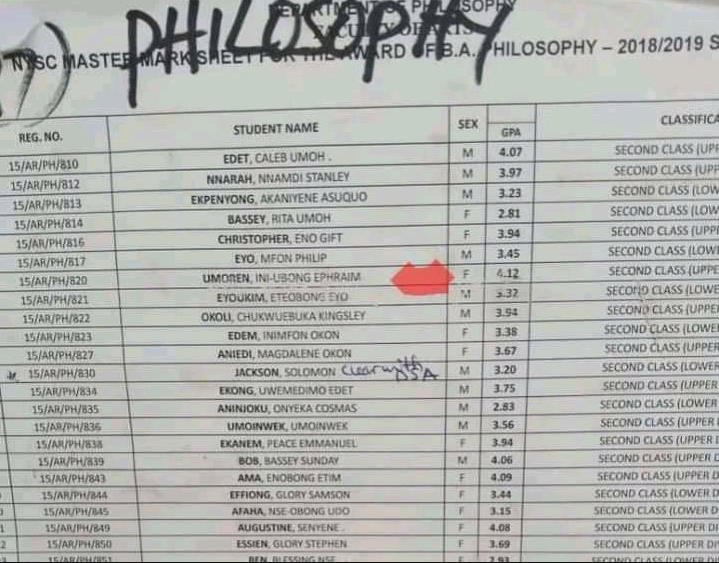 DEPARTMENT OF PHILOSOPHY
PHILOSOPHY
NYSC MASTER MARK SHEET FOR THE AWARD OF B.A. PHILOSOPHY – 2018/2019 S
REG. NO. STUDENT NAME SEX GPA CLASSIFICA
15/AR/PH/810 EDET, CALEB UMOH . M 4.07 SECOND CLASS (UPP
15/AR/PH/812 NNARAH, NNAMDI STANLEY M 3.97 SECOND CLASS (UPP
15/AR/PH/813 EKPENYONG, AKANIYENE ASUQUO M 3.23 SECOND CLASS (LOW
15/AR/PH/814 BASSEY, RITA UMOH F 2.81 SECOND CLASS (LOW
15/AR/PH/816 CHRISTOPHER, ENO GIFT F 3.94 SECOND CLASS (UPP
15/AR/PH/817 EYO, MFON PHILIP M 3.45 SECOND CLASS (LOW
15/AR/PH/820 UMOREN, INI-UBONG EPHRAIM F 4.12 SECOND CLASS (UPPE
15/AR/PH/821 EYOUKIM, ETEOBONG EYO M 3.32 SECOND CLASS (LOWE
15/AR/PH/822 OKOLI, CHUKWUEBUKA KINGSLEY M 3.94 SECOND CLASS (UPPE
15/AR/PH/823 EDEM, INIMFON OKON F 3.38 SECOND CLASS (LOWE
15/AR/PH/827 ANIEDI, MAGDALENE OKON F 3.67 SECOND CLASS (UPPER
15/AR/PH/830 JACKSON, SOLOMON Clear with DSA M 3.20 SECOND CLASS (LOWER
15/AR/PH/834 EKONG, UWEMEDIMO EDET M 3.75 SECOND CLASS (UPPER
15/AR/PH/835 ANINJOKU, ONYEKA COSMAS M 2.83 SECOND CLASS (LOWER
15/AR/PH/836 UMOINWEK, UMOINWEK M 3.56 SECOND CLASS (UPPER
15/AR/PH/838 EKANEM, PEACE EMMANUEL F 3.94 SECOND CLASS (UPPER D
15/AR/PH/839 BOB, BASSEY SUNDAY M 4.06 SECOND CLASS (UPPER D
15/AR/PH/843 AMA, ENOBONG ETIM F 4.09 SECOND CLASS (UPPER D
15/AR/PH/844 EFFIONG, GLORY SAMSON F 3.44 SECOND CLASS (LOWER D
15/AR/PH/845 AFAHA, NSE-OBONG UDO F 3.15 SECOND CLASS (LOWER DI
15/AR/PH/849 AUGUSTINE, SENYENE . F 4.08 SECOND CLASS (UPPER DI
15/AR/PH/850 ESSIEN, GLORY STEPHEN F 3.69 SECOND CLASS (UPPER DI
15/AR/PH/851 BEN, BLESSING NSE F 2.93